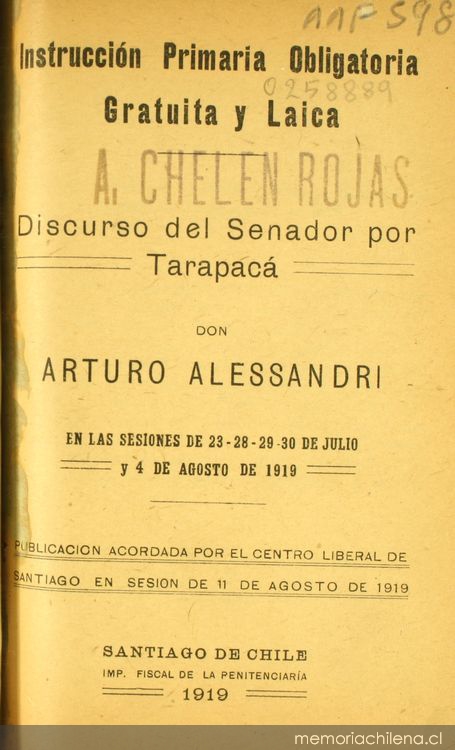 AAF 598
Instrucción Primaria Obligatoria
0258889
Gratuita y Laica
A. CHELEN ROJAS
Discurso del Senador por
Tarapacá
DON
ARTURO ALESSANDRI
EN LAS SESIONES DE 23-28-29-30 DE JULIO
y 4 DE AGOSTO DE 1919
PUBLICACION ACORDADA POR EL CENTRO LIBERAL DE
SANTIAGO EN SESION DE 11 DE AGOSTO DE 1919
SANTIAGO DE CHILE
IMP. FISCAL DE LA PENITENCIARÍA
1919
memoriachilena.cl